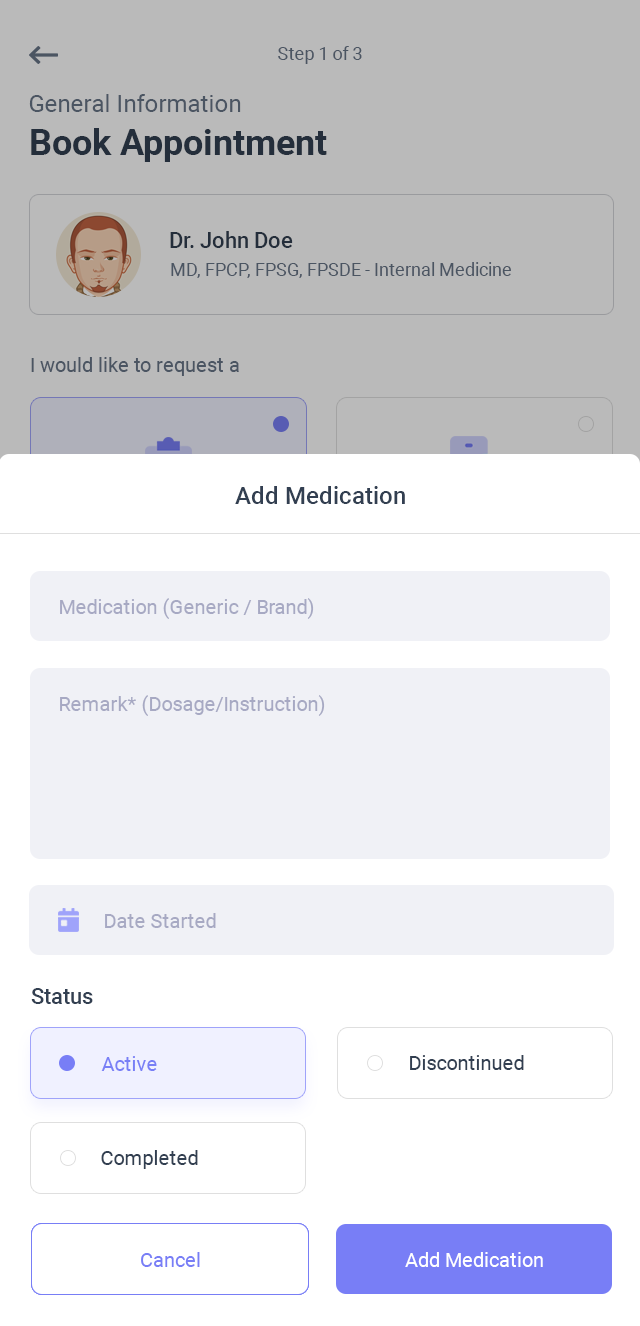 Step 1 of 3
General Information
Book Appointment
Dr. John Doe
MD, FPCP, FPSG, FPSDE - Internal Medicine
I would like to request a
Add Medication
Medication (Generic / Brand)
Remark* (Dosage/Instruction)
Date Started
Status
Active
Discontinued
Completed
Cancel
Add Medication